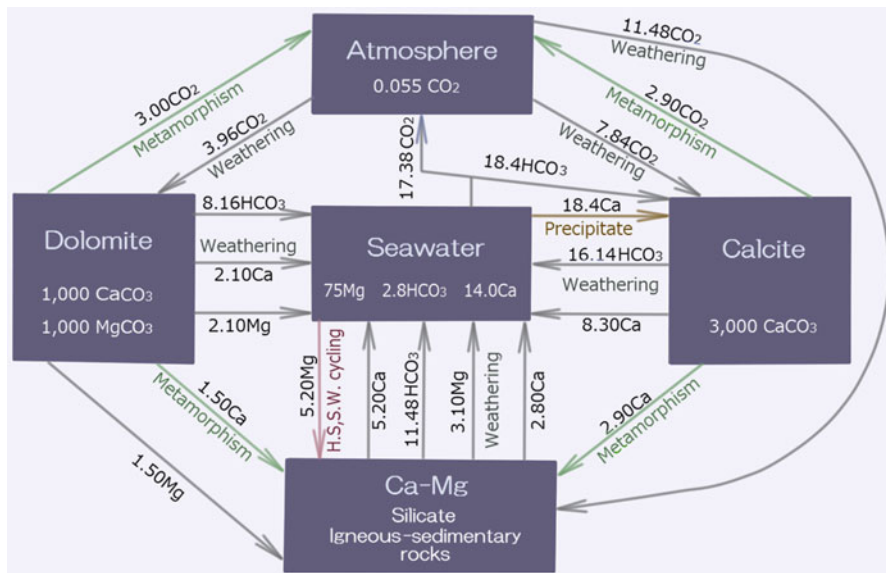 Atmosphere
0.055 CO₂
11.48CO₂
Weathering
3.00CO₂
Metamorphism
3.96CO₂
Weathering
17.38CO₂
18.4HCO₃
7.84CO₂
Weathering
2.90CO₂
Metamorphism
Dolomite
1,000 CaCO₃
1,000 MgCO₃
8.16HCO₃
Weathering
2.10Ca
2.10Mg
Seawater
75Mg 2.8HCO₃ 14.0Ca
18.4Ca
Precipitate
16.14HCO₃
Weathering
8.30Ca
Calcite
3,000 CaCO₃
1.50Ca
Metamorphism
1.50Mg
5.20Mg
H.S,S.W. cycling
5.20Ca
11.48HCO₃
3.10Mg
Weathering
2.80Ca
2.90Ca
Metamorphism
Ca-Mg
Silicate
Igneous-sedimentary
rocks